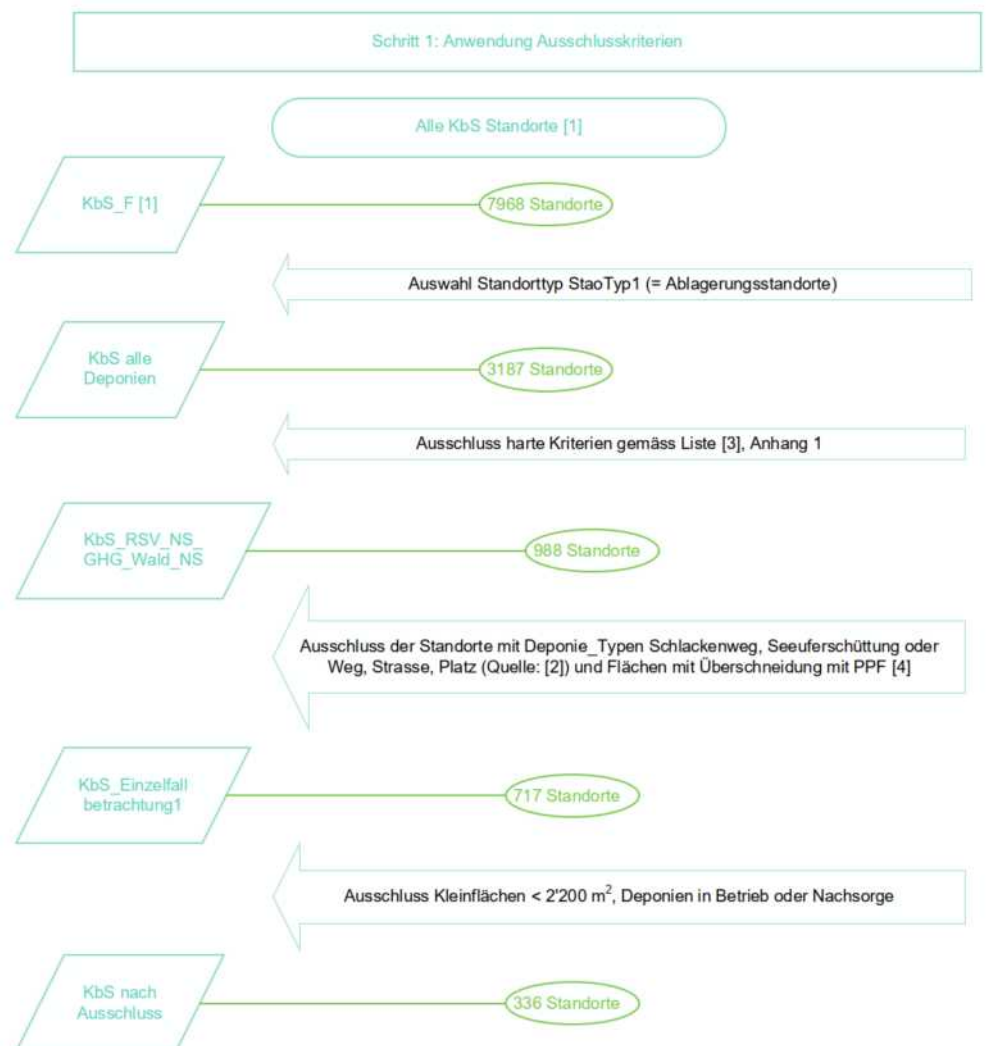 Schritt 1: Anwendung Ausschlusskriterien
Alle KbS Standorte [1]
KbS_F [1]
7968 Standorte
Auswahl Standorttyp StaoTyp1 (= Ablagerungsstandorte)
KbS alle
Deponien
3187 Standorte
Ausschluss harte Kriterien gemäss Liste [3], Anhang 1
KbS_RSV_NS_
GHG_Wald_NS
988 Standorte
Ausschluss der Standorte mit Deponie_Typen Schlackenweg, Seeuferschüttung oder
Weg, Strasse, Platz (Quelle: [2]) und Flächen mit Überschneidung mit PPF [4]
KbS_Einzelfall
betrachtung1
717 Standorte
Ausschluss Kleinflächen < 2'200 m², Deponien in Betrieb oder Nachsorge
KbS nach
Ausschluss
336 Standorte